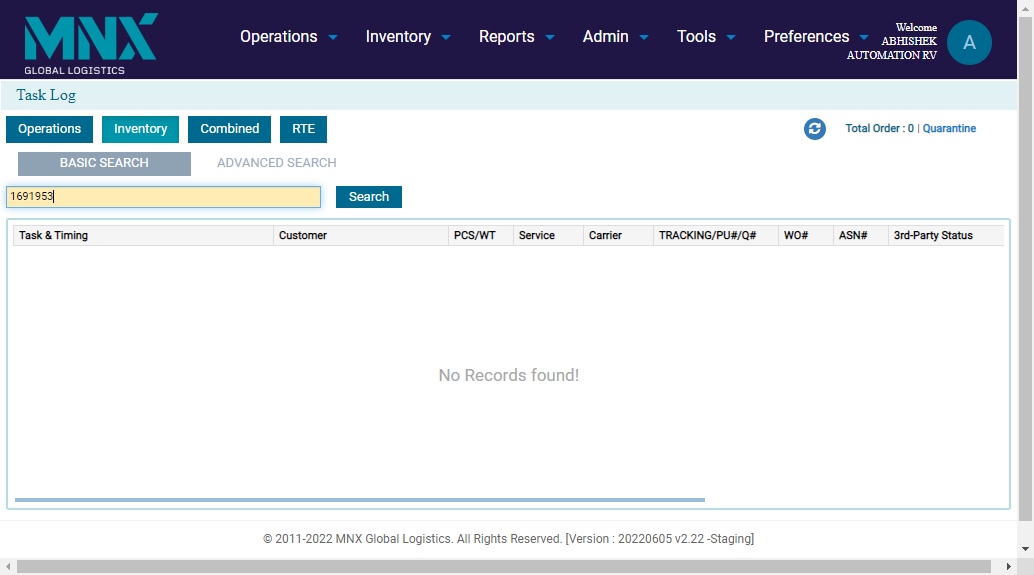 MNX
GLOBAL LOGISTICS
Operations Inventory Reports Admin Tools Preferences
Welcome
ABHISHEK
AUTOMATION RV
A
Task Log
Operations Inventory Combined RTE
Total Order : 0 | Quarantine
BASIC SEARCH ADVANCED SEARCH
1691953 Search
Task & Timing Customer PCS/WT Service Carrier TRACKING/PU#/Q# WO# ASN# 3rd-Party Status
No Records found!
© 2011-2022 MNX Global Logistics. All Rights Reserved. [Version : 20220605 v2.22 -Staging]